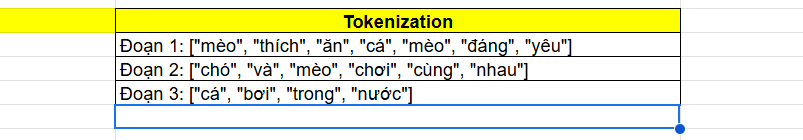 Tokenization
Đoạn 1: ["mèo", "thích", "ăn", "cá", "mèo", "đáng", "yêu"]
Đoạn 2: ["chó", "và", "mèo", "chơi", "cùng", "nhau"]
Đoạn 3: ["cá", "bơi", "trong", "nước"]